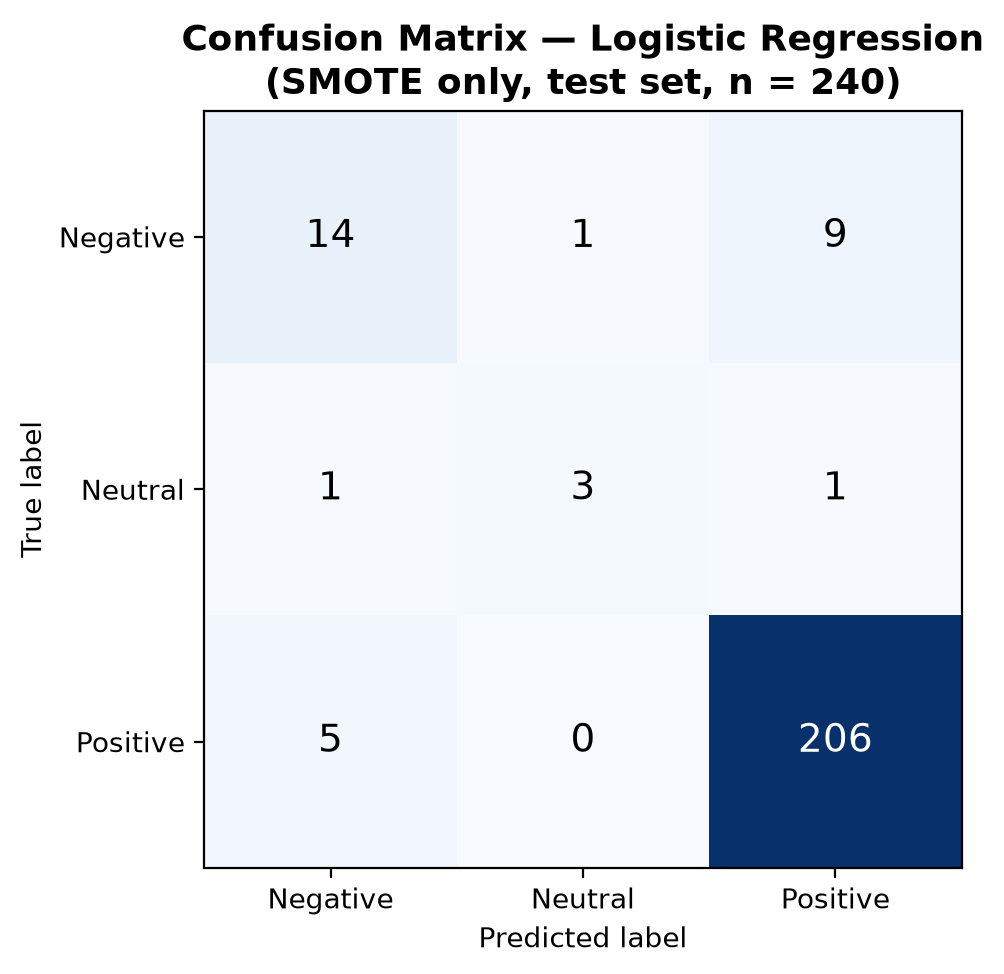 Confusion Matrix — Logistic Regression
(SMOTE only, test set, n = 240)
Negative 14 1 9
Neutral 1 3 1
Positive 5 0 206
True label
Negative Neutral Positive
Predicted label